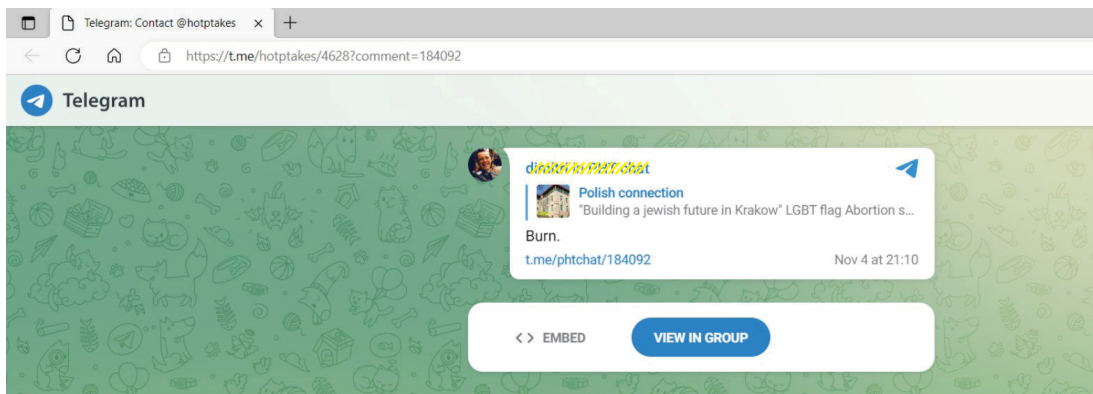 Telegram: Contact @hotptakes
https://t.me/hotptakes/4628?comment=184092
Telegram
chat
Polish connection
"Building a jewish future in Krakow" LGBT flag Abortion s...
Burn.
t.me/phtchat/184092 Nov 4 at 21:10
EMBED VIEW IN GROUP